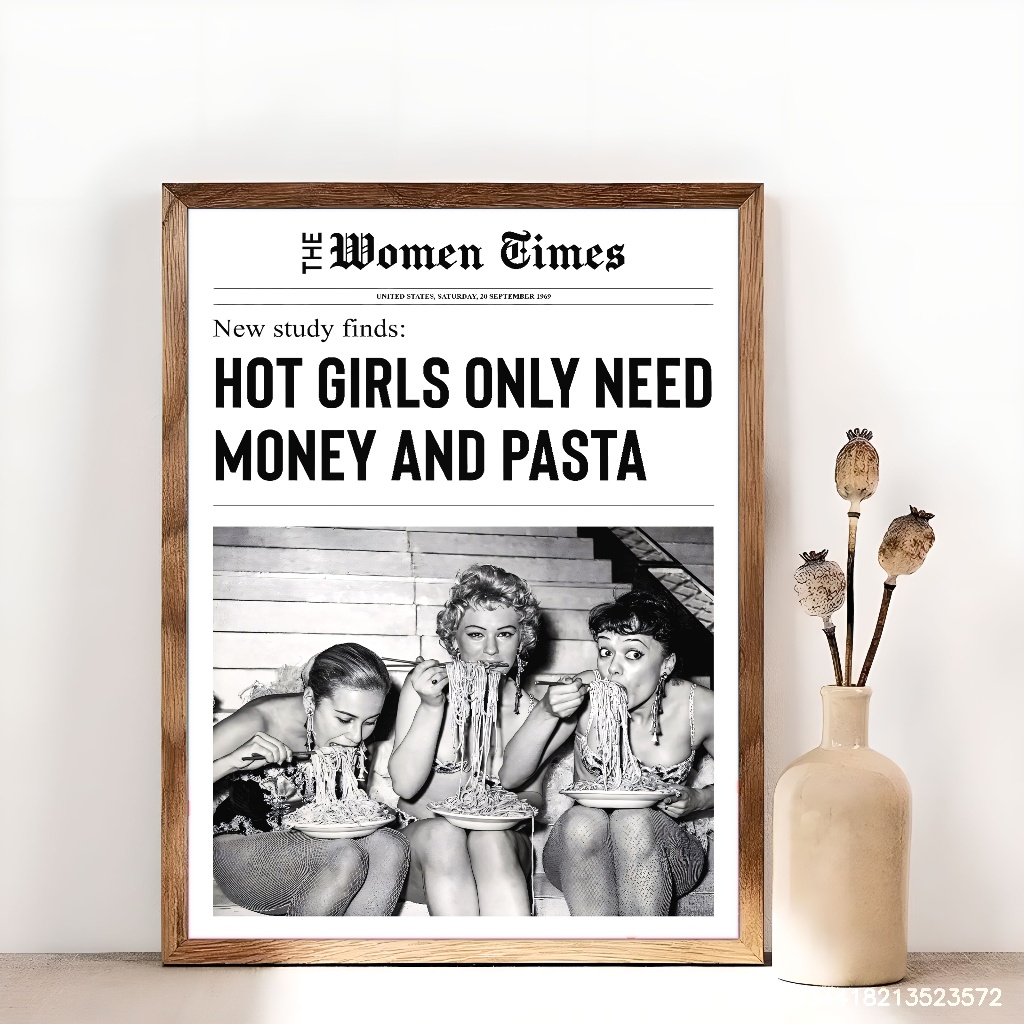 THE Women Times
UNITED STATES, SATURDAY, 20 SEPTEMBER 1969
New study finds:
HOT GIRLS ONLY NEED
MONEY AND PASTA
18213523572